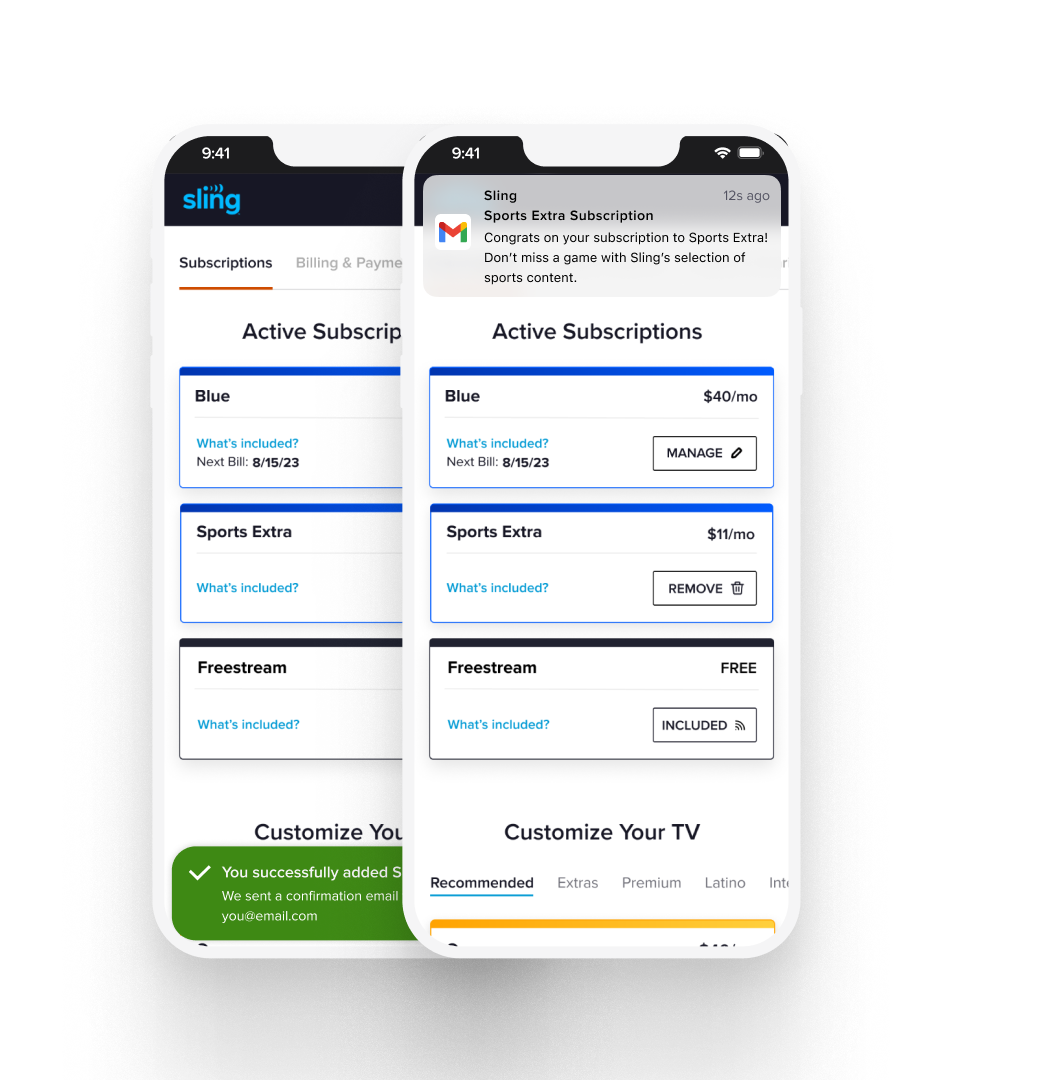 9:41
sling
Subscriptions Billing & Payme
Active Subscrip
Blue
What's included?
Next Bill: 8/15/23
Sports Extra
What's included?
Freestream
What's included?
Customize You
You successfully added S
We sent a confirmation email
you@email.com
9:41
Sling 12s ago
Sports Extra Subscription
Congrats on your subscription to Sports Extra!
Don't miss a game with Sling's selection of
sports content.
Active Subscriptions
Blue $40/mo
What's included?
Next Bill: 8/15/23
MANAGE
Sports Extra $11/mo
What's included?
REMOVE
Freestream FREE
What's included?
INCLUDED
Customize Your TV
Recommended Extras Premium Latino Inte